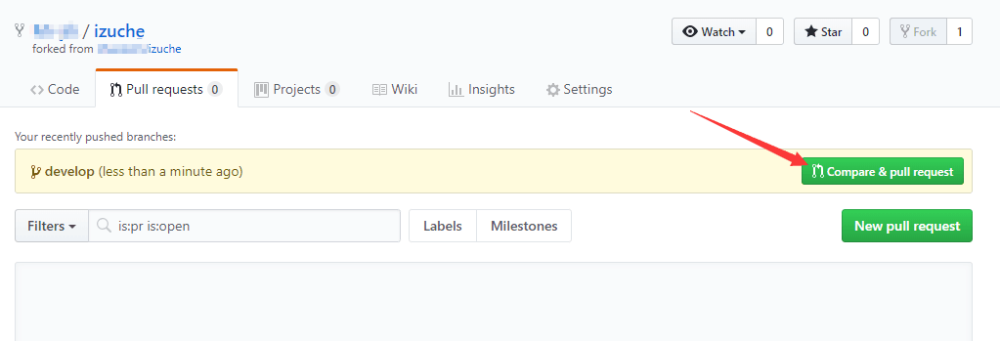 / izuche
Watch 0 Star 0 Fork 1
forked from izuche
Code Pull requests 0 Projects 0 Wiki Insights Settings
Your recently pushed branches:
develop (less than a minute ago) Compare & pull request
Filters is:pr is:open Labels Milestones New pull request